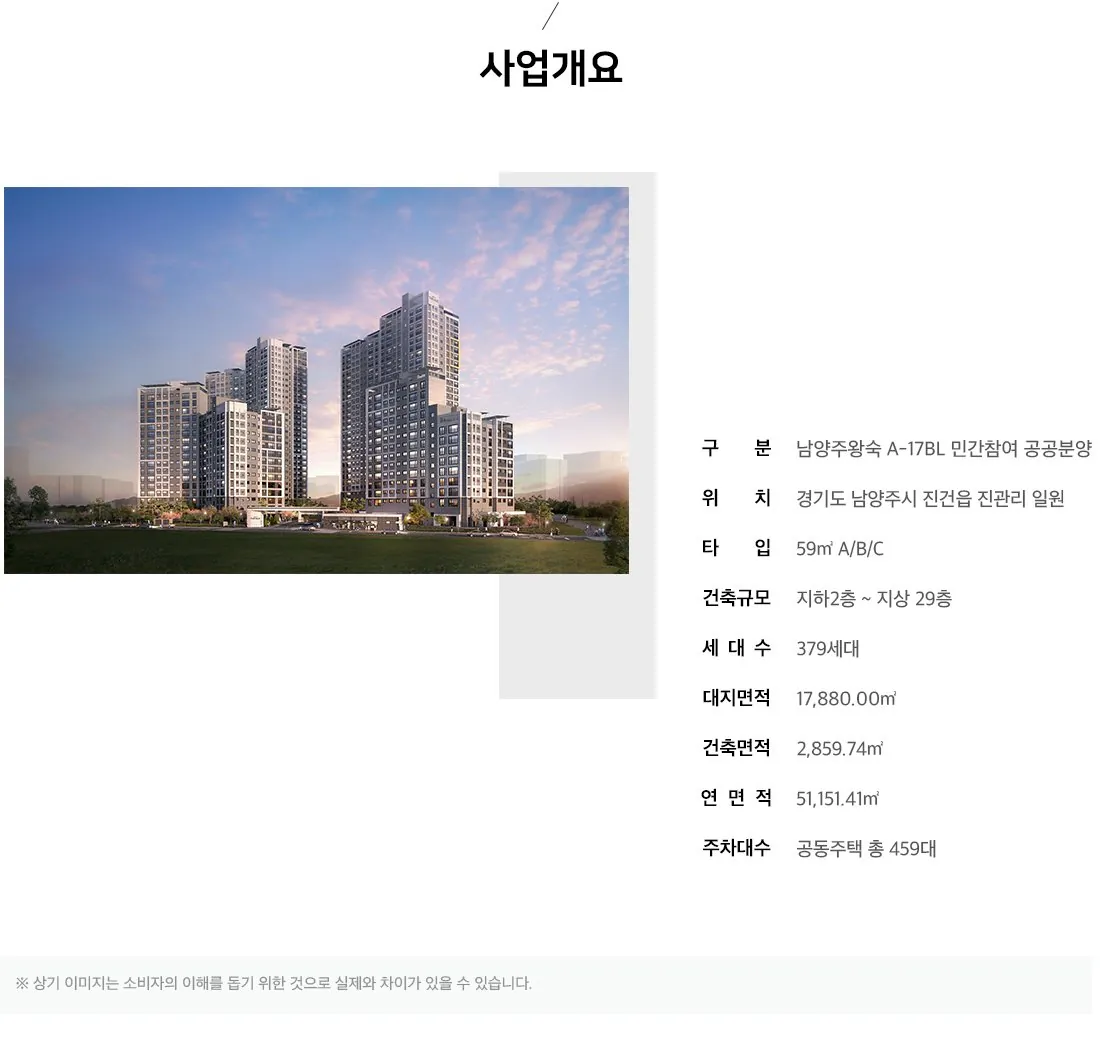 사업개요
구 분 남양주왕숙 A-17BL 민간참여 공공분양
위 치 경기도 남양주시 진건읍 진관리 일원
타 입 59㎡ A/B/C
건축규모 지하2층 ~ 지상 29층
세 대 수 379세대
대지면적 17,880.00㎡
건축면적 2,859.74㎡
연 면 적 51,151.41㎡
주차대수 공동주택 총 459대
※ 상기 이미지는 소비자의 이해를 돕기 위한 것으로 실제와 차이가 있을 수 있습니다.